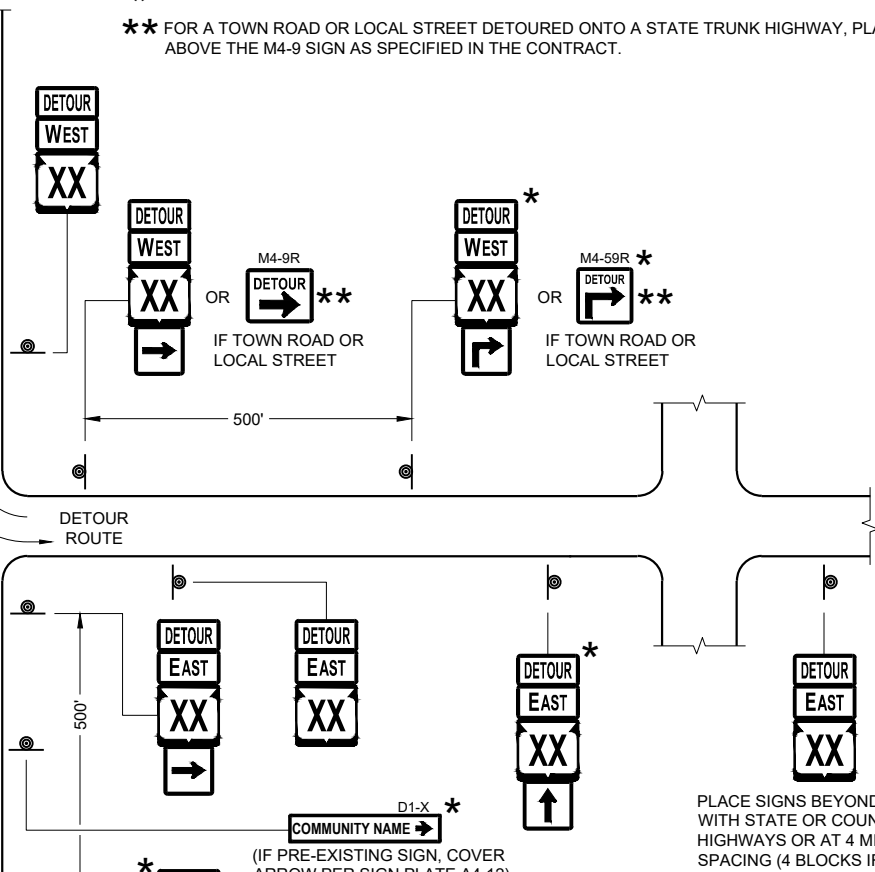 ** FOR A TOWN ROAD OR LOCAL STREET DETOURED ONTO A STATE TRUNK HIGHWAY,
ABOVE THE M4-9 SIGN AS SPECIFIED IN THE CONTRACT.
DETOUR
WEST
XX
DETOUR
WEST
XX
OR
M4-9R
DETOUR
**
IF TOWN ROAD OR
LOCAL STREET
DETOUR *
WEST
XX
OR
M4-59R *
DETOUR
**
IF TOWN ROAD OR
LOCAL STREET
500'
DETOUR
ROUTE
500'
DETOUR
EAST
XX
DETOUR
EAST
XX
DETOUR *
EAST
XX
DETOUR
EAST
XX
D1-X *
COMMUNITY NAME
(IF PRE-EXISTING SIGN, COVER
*
PLACE SIGNS BEYOND
WITH STATE OR
HIGHWAYS OR AT 4
SPACING (4 BLOCKS